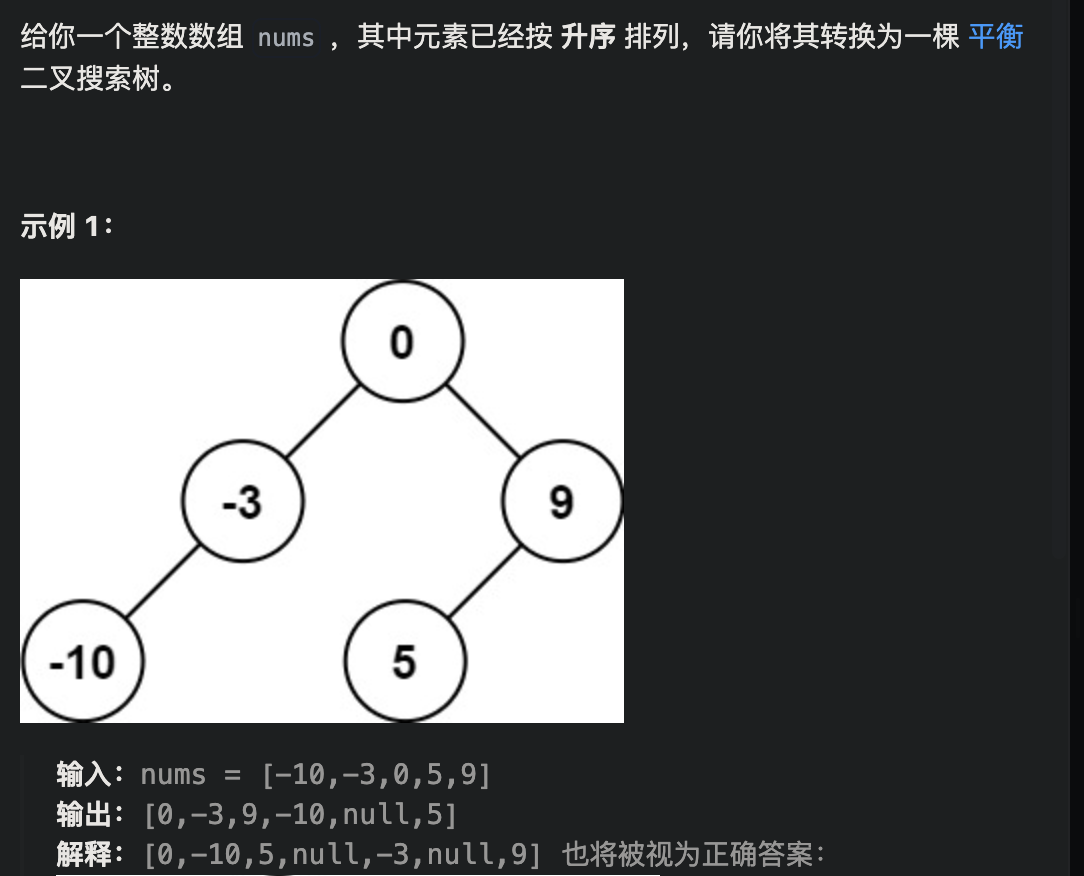 给你一个整数数组 nums ，其中元素已经按 升序 排列，请你将其转换为一棵 平衡
二叉搜索树。
示例 1：
0
-3 9
-10 5
输入：nums = [-10,-3,0,5,9]
输出：[0,-3,9,-10,null,5]
解释：[0,-10,5,null,-3,null,9] 也将被视为正确答案：